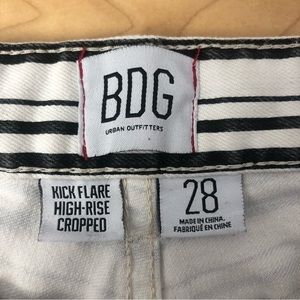 BDG
URBAN OUTFITTERS
KICK FLARE
HIGH-RISE
CROPPED
28
MADE IN CHINA.
FABRIQUÉ EN CHINE